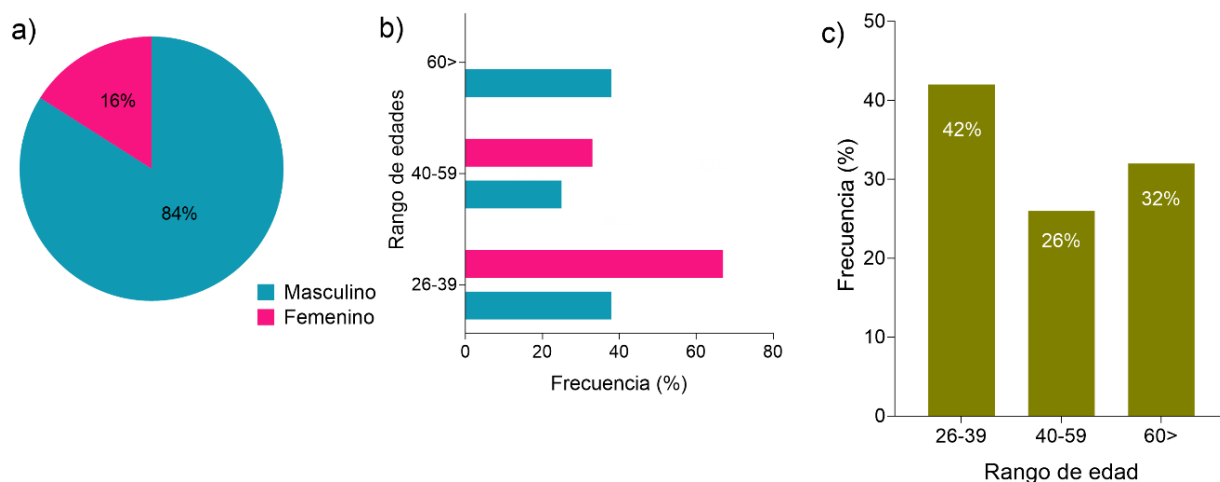 a)
16%
84%
Masculino
Femenino
b)
Rango de edades
60>
40-59
26-39
0 20 40 60 80
Frecuencia (%)
c)
Frecuencia (%)
50
40
30
20
10
0
42%
26%
32%
26-39 40-59 60>
Rango de edad